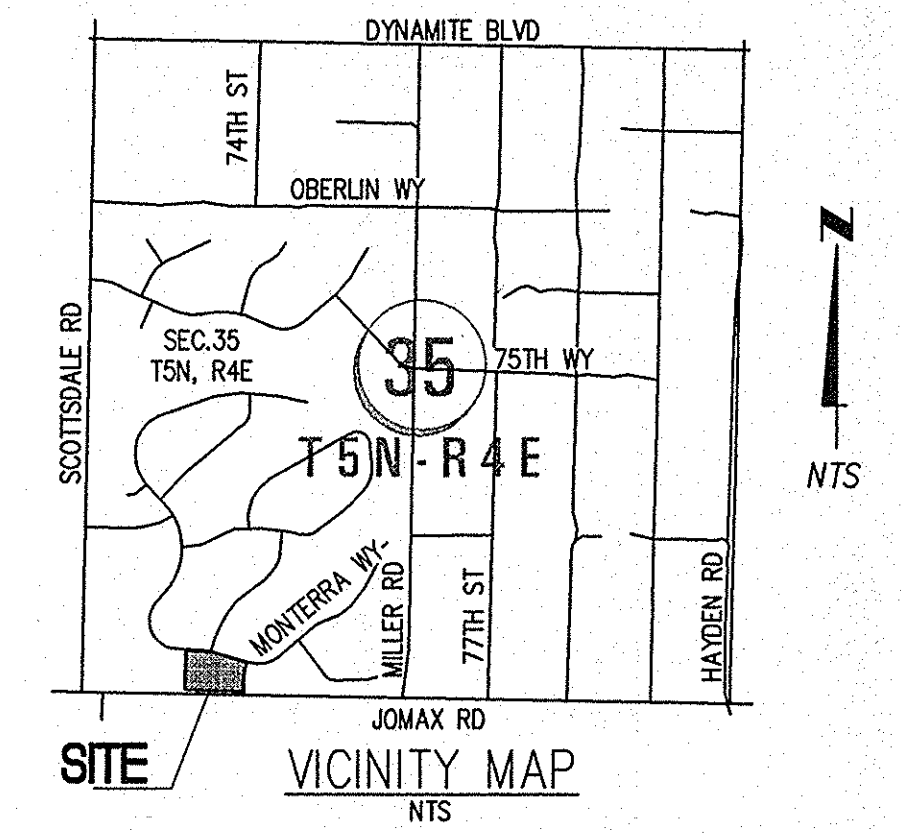 DYNAMITE BLVD
74TH ST
OBERLIN WY
N
SCOTTSDALE RD
SEC.35
T5N, R4E
35
75TH WY
T5N-R4E
NTS
MONTERRA WY
MILLER RD
77TH ST
HAYDEN RD
JOMAX RD
SITE
VICINITY MAP
NTS